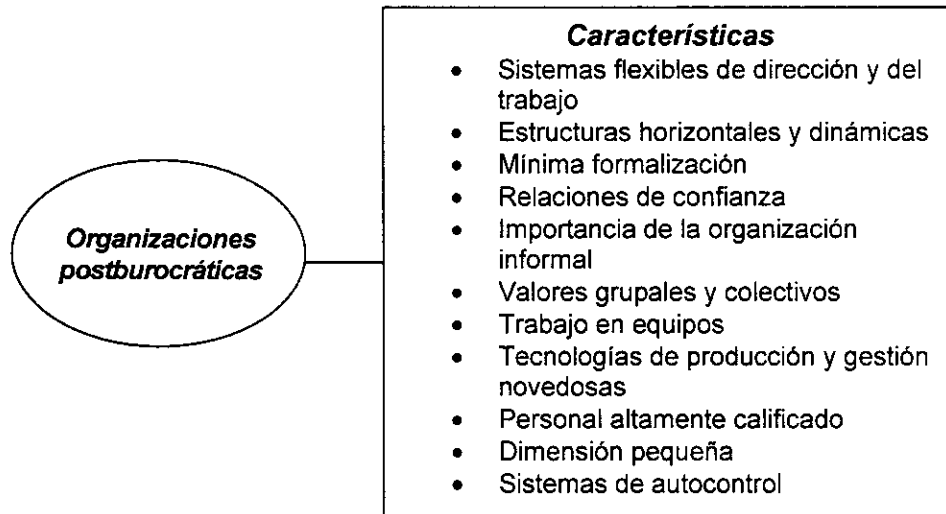 Organizaciones
postburocráticas
Características
• Sistemas flexibles de dirección y del
trabajo
• Estructuras horizontales y dinámicas
• Mínima formalización
• Relaciones de confianza
• Importancia de la organización
informal
• Valores grupales y colectivos
• Trabajo en equipos
• Tecnologías de producción y gestión
novedosas
• Personal altamente calificado
• Dimensión pequeña
• Sistemas de autocontrol